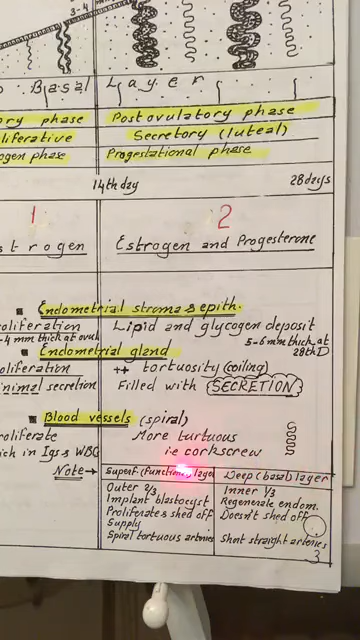 3-4
Basal Layer
ory phase Postovulatory phase
liferative Secretory (luteal)
ogen phase Progestational phase
14th day 28 days
1 2
strogen Estrogen and Progesterone
Endometrial stroma & epith.
oliferation Lipid and glycogen deposit
-4 mm thick at ovul 5-6 mm thick at 28th D
Endometrial gland
oliferation ++ tortuosity (coiling)
inimal secretion Filled with SECRETION
Blood vessels (spiral)
oliferate More turtuous
ich in Igs & WBC i.e corkscrew
Note → Superf. (functional) layer Deep (basal) layer
Outer 2/3 Inner 1/3
Implant blastocyst Regenerate endom.
Proliferate & shed off Doesn't shed off
Supply
Spiral tortuous arteries Short straight arteries
3